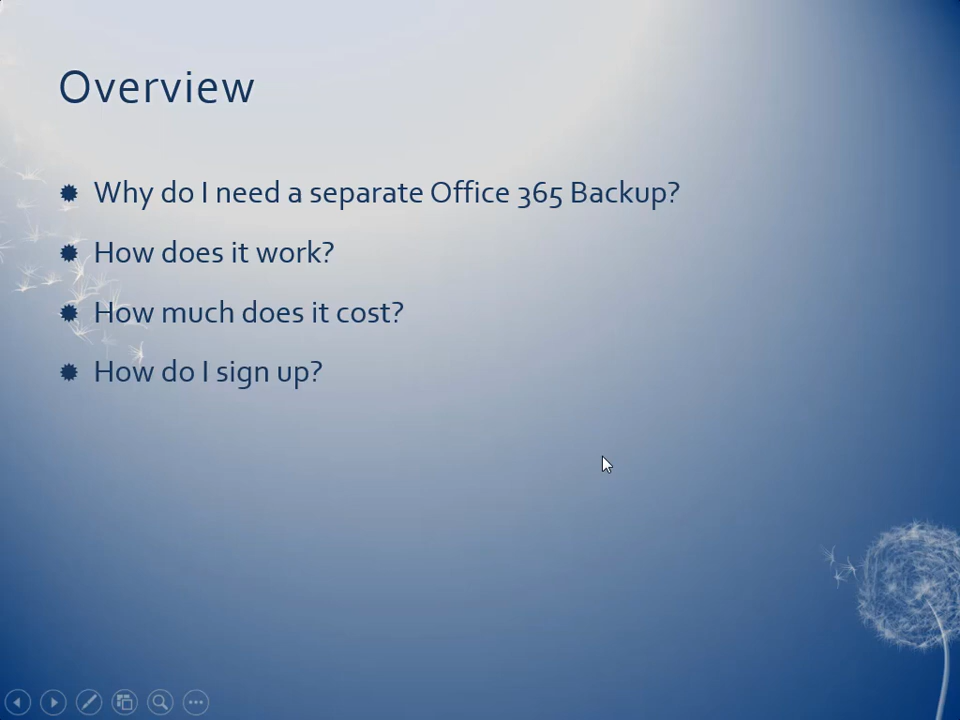 Overview
Why do I need a separate Office 365 Backup?
How does it work?
How much does it cost?
How do I sign up?